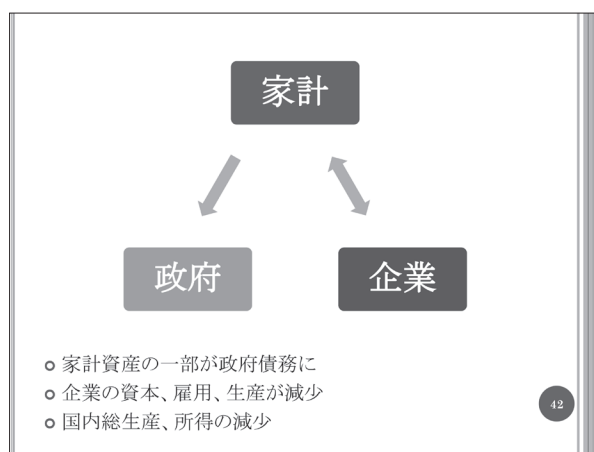 家計
政府
企業
家計資産の一部が政府債務に
企業の資本、雇用、生産が減少
国内総生産、所得の減少
42